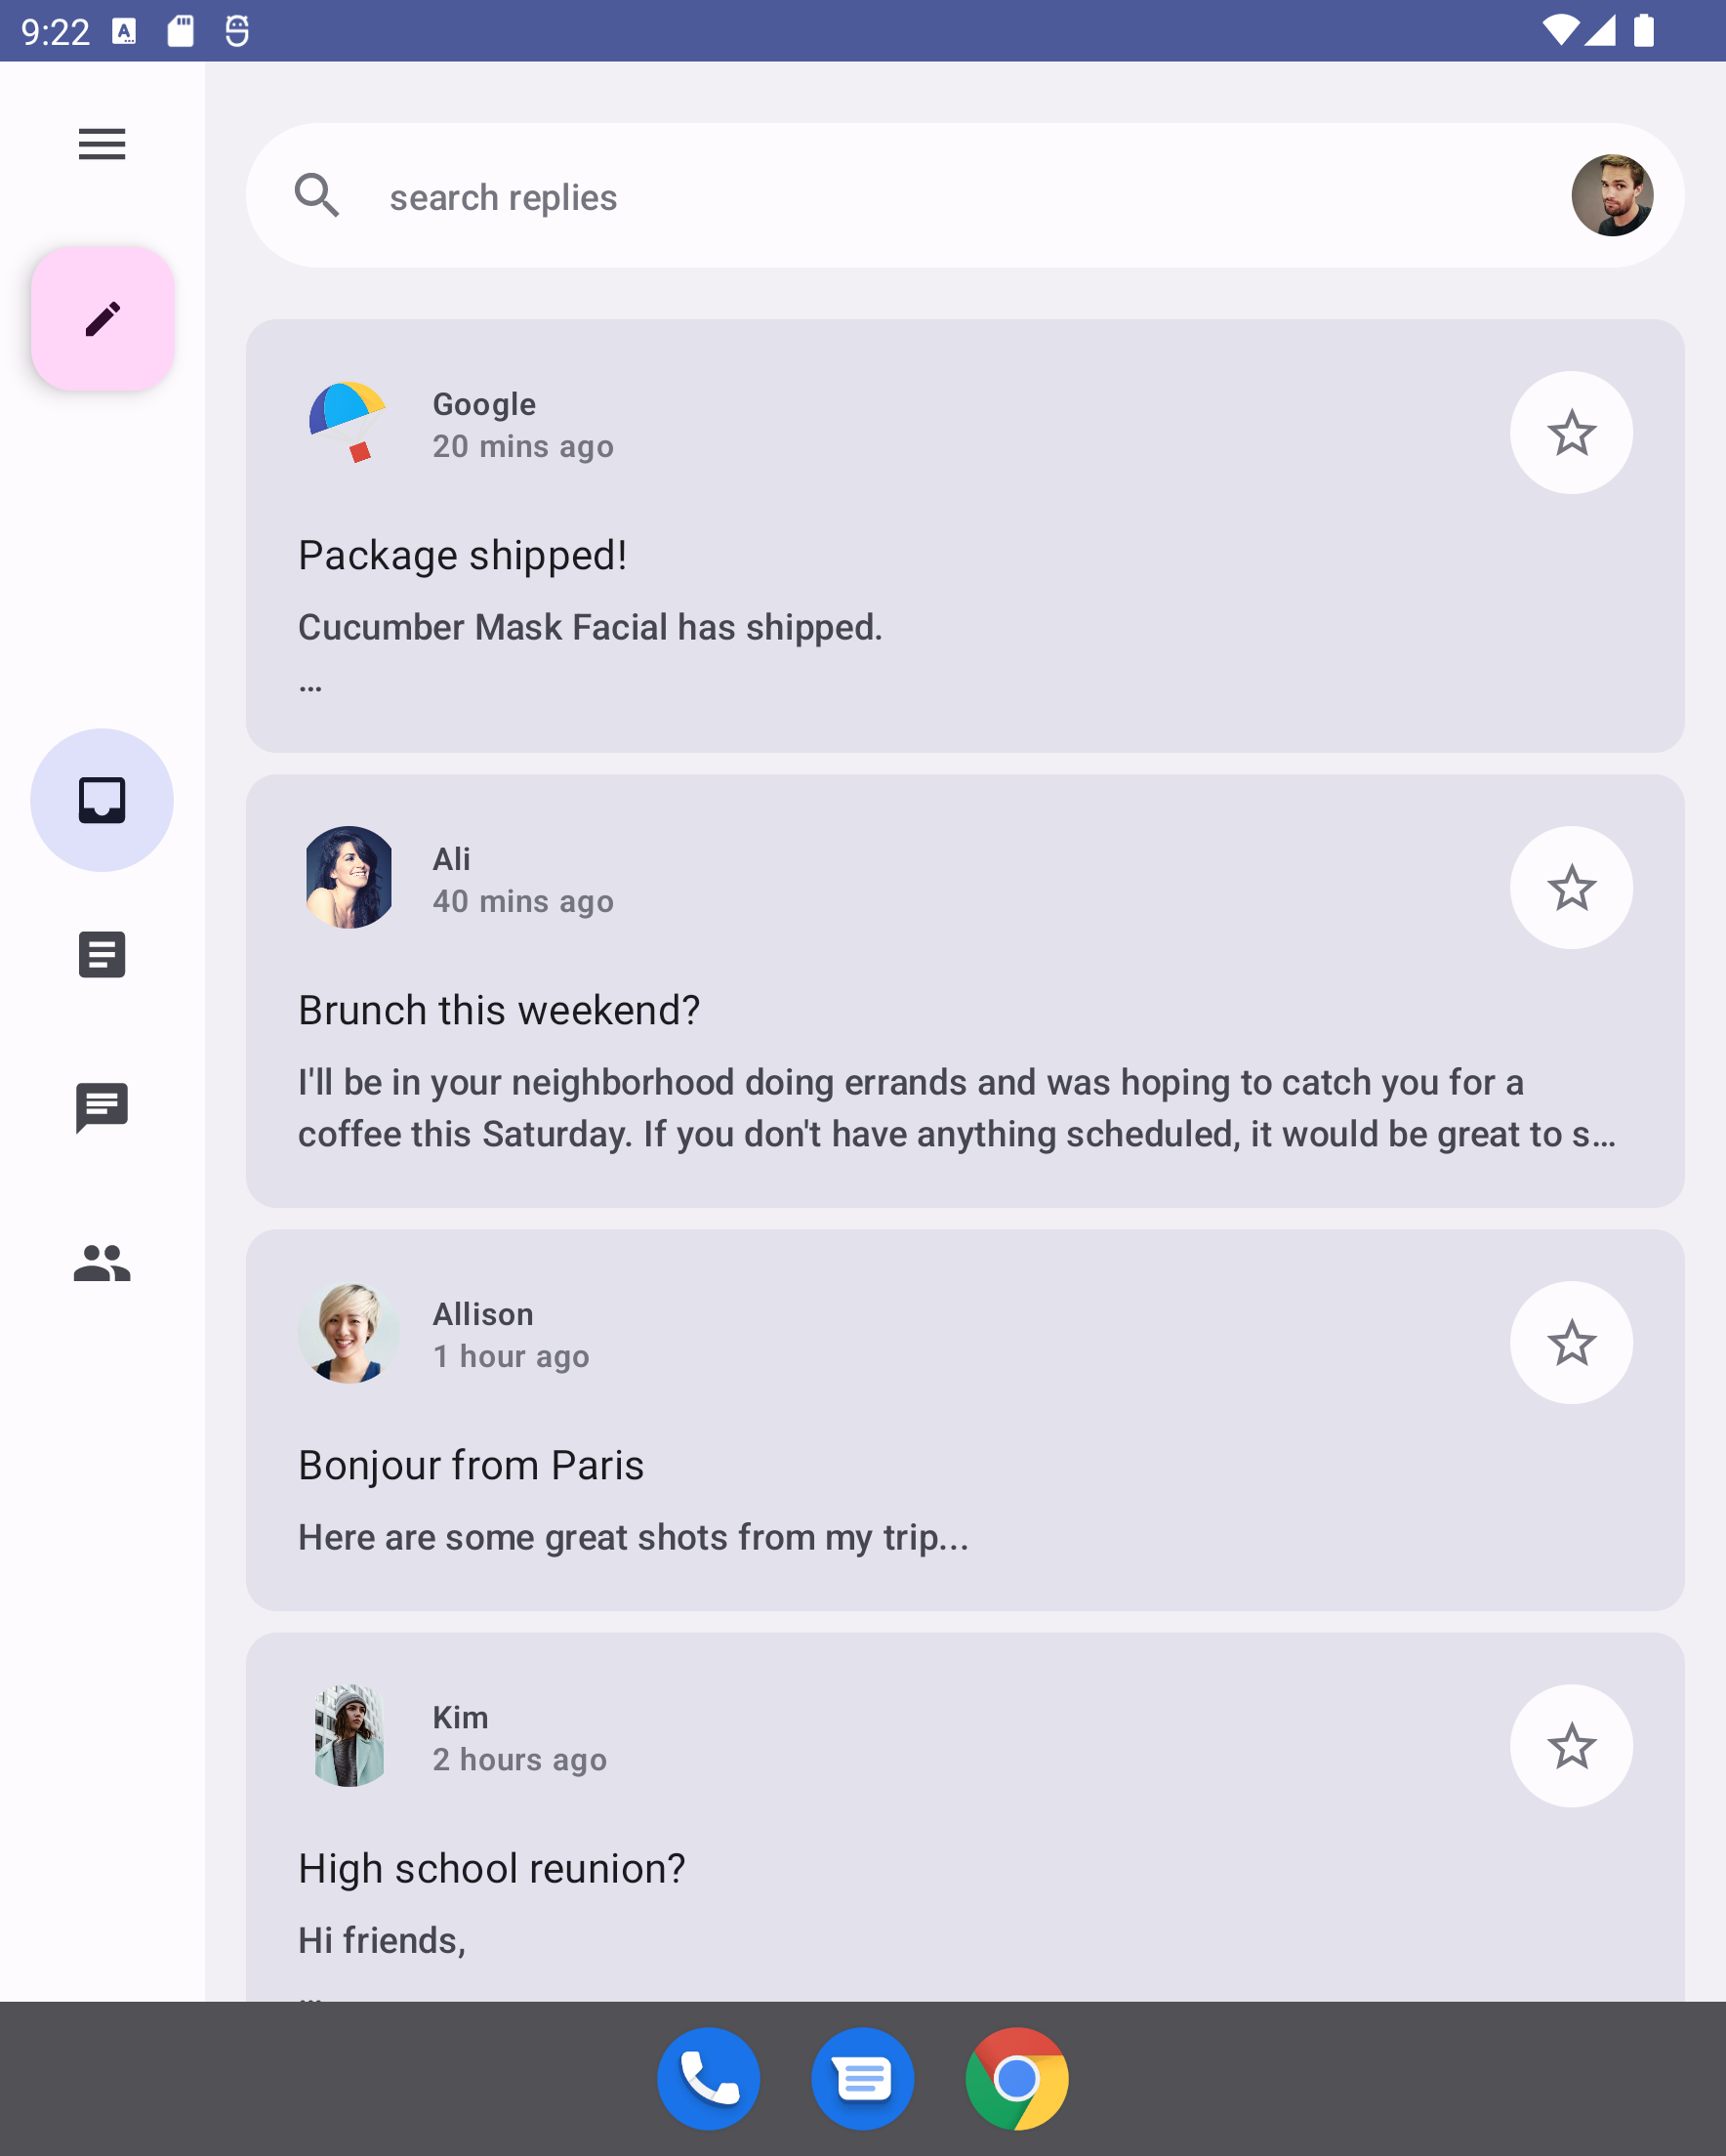 9:22
search replies
Google
20 mins ago
Package shipped!
Cucumber Mask Facial has shipped.
…
Ali
40 mins ago
Brunch this weekend?
I'll be in your neighborhood doing errands and was hoping to catch you for a
coffee this Saturday. If you don't have anything scheduled, it would be great to s…
Allison
1 hour ago
Bonjour from Paris
Here are some great shots from my trip...
Kim
2 hours ago
High school reunion?
Hi friends,
…